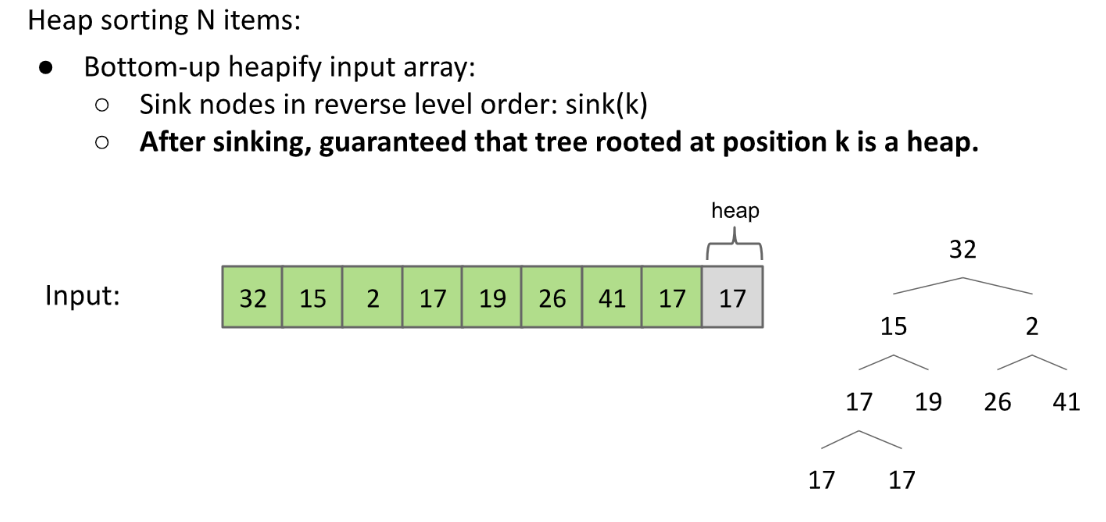 Heap sorting N items:
● Bottom-up heapify input array:
○ Sink nodes in reverse level order: sink(k)
○ After sinking, guaranteed that tree rooted at position k is a heap.
heap
Input: 32 15 2 17 19 26 41 17 17
32
15 2
17 19 26 41
17 17